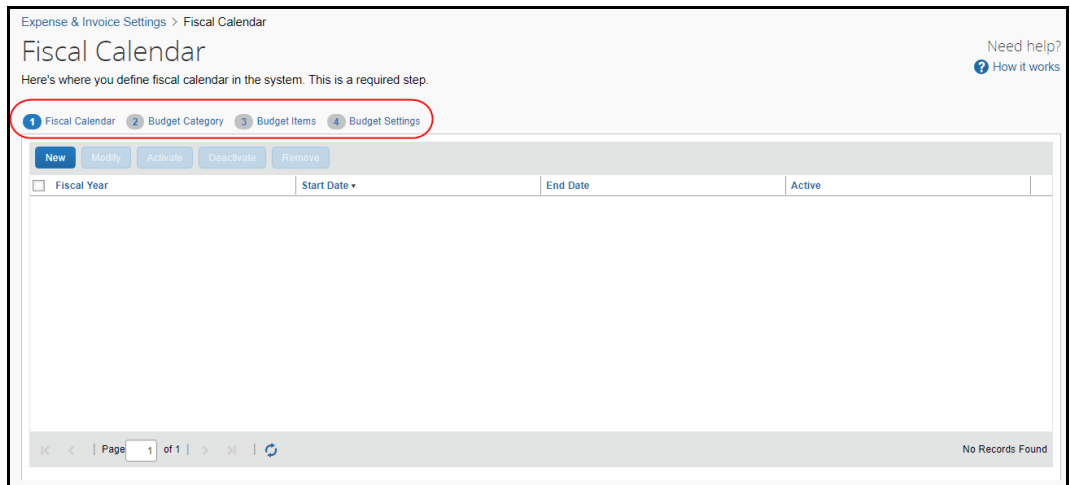 Expense & Invoice Settings > Fiscal Calendar
Fiscal Calendar
Need help?
? How it works
Here's where you define fiscal calendar in the system. This is a required step.
1 Fiscal Calendar 2 Budget Category 3 Budget Items 4 Budget Settings
New Modify Activate Deactivate Remove
Fiscal Year Start Date End Date Active
Page 1 of 1
No Records Found